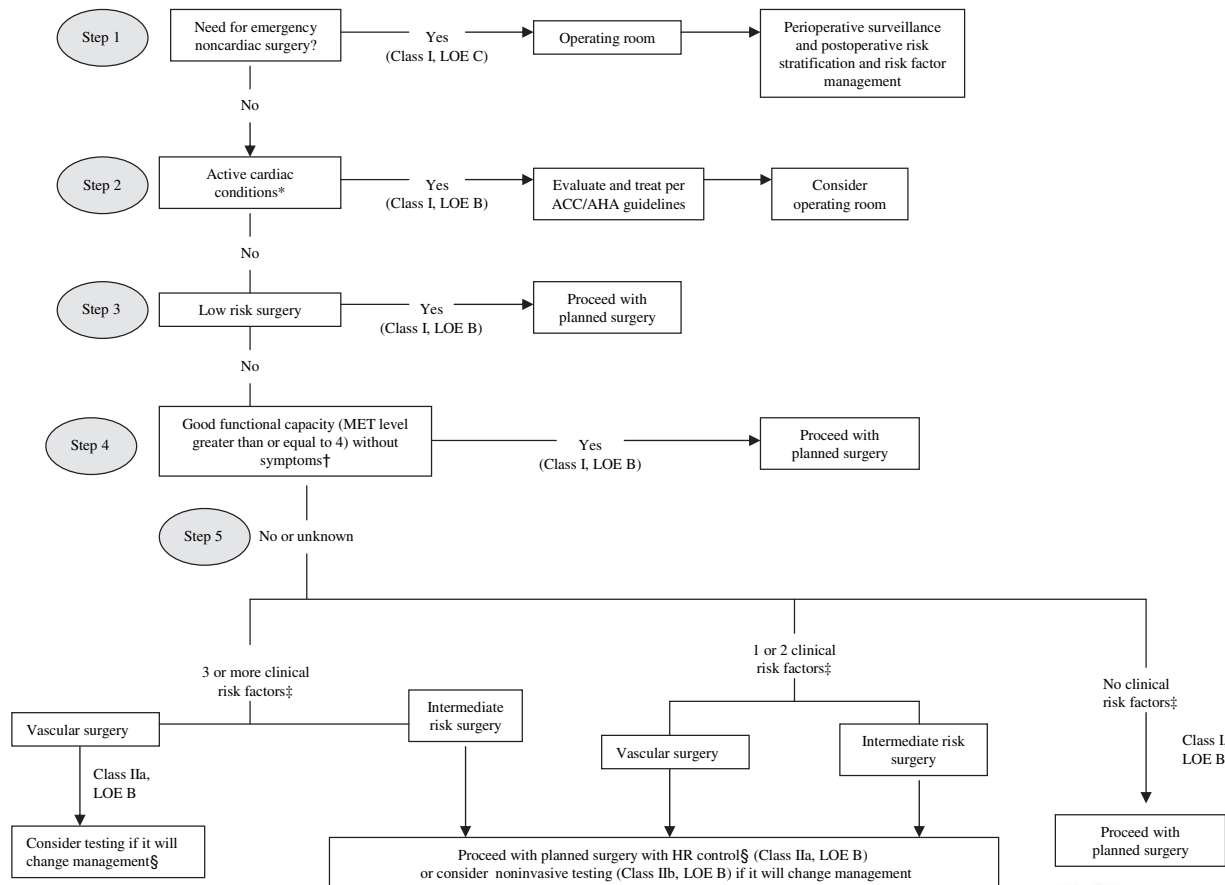 Step 1
Need for emergency
noncardiac surgery?
Yes
(Class I, LOE C)
Operating room
Perioperative surveillance
and postoperative risk
stratification and risk factor
management
No
Step 2
Active cardiac
conditions*
Yes
(Class I, LOE B)
Evaluate and treat per
ACC/AHA guidelines
Consider
operating room
No
Step 3
Low risk surgery
Yes
(Class I, LOE B)
Proceed with
planned surgery
No
Step 4
Good functional capacity (MET level
greater than or equal to 4) without
symptoms†
Yes
(Class I, LOE B)
Proceed with
planned surgery
Step 5
No or unknown
3 or more clinical
risk factors‡
Vascular surgery
Class IIa,
LOE B
Consider testing if it will
change management§
Intermediate
risk surgery
1 or 2 clinical
risk factors‡
Vascular surgery
Intermediate risk
surgery
Proceed with planned surgery with HR control§ (Class IIa, LOE B)
or consider noninvasive testing (Class IIb, LOE B) if it will change management
No clinical
risk factors‡
Class I,
LOE B
Proceed with
planned surgery